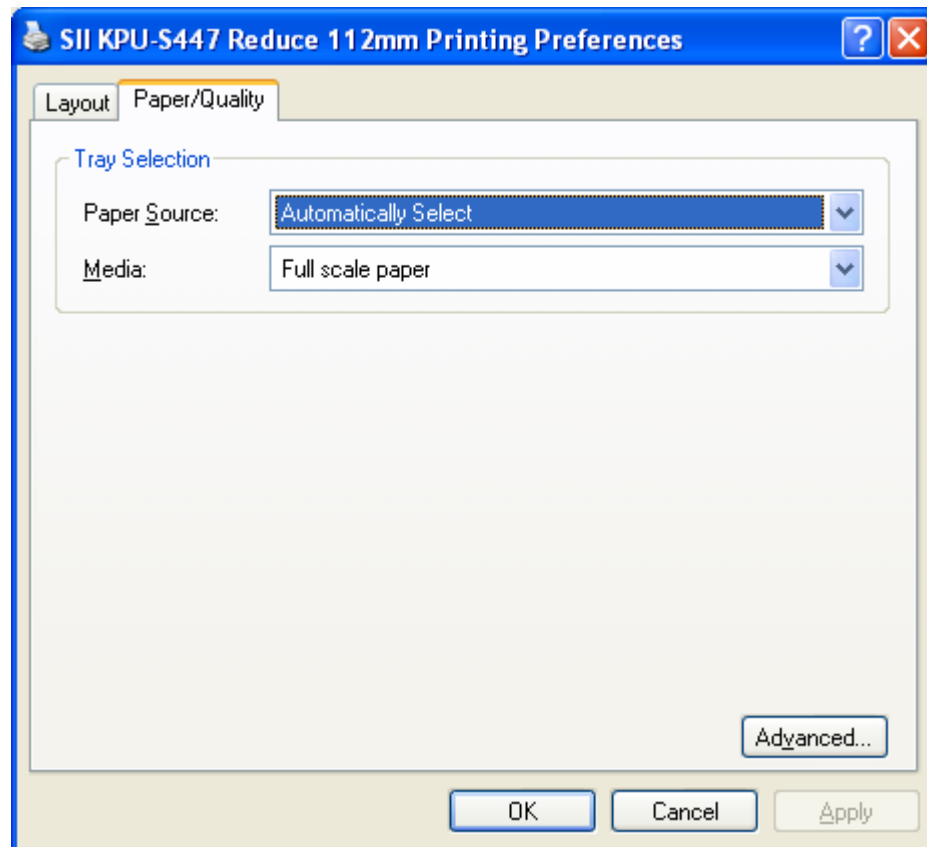 SII KPU-S447 Reduce 112mm Printing Preferences
Layout Paper/Quality
Tray Selection
Paper Source: Automatically Select
Media: Full scale paper
Advanced...
OK Cancel Apply